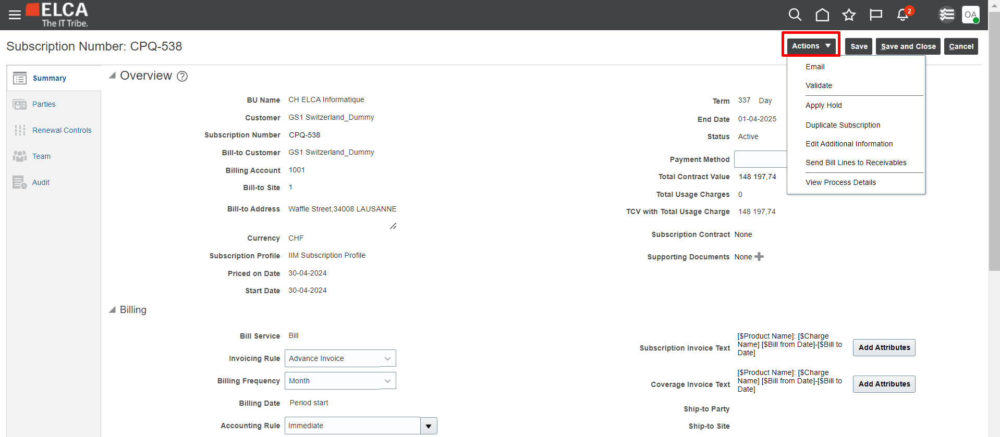 ELCA
The IT Tribe.
2
OA
Subscription Number: CPQ-538
Actions
Save
Save and Close
Cancel
Email
Validate
Apply Hold
Duplicate Subscription
Edit Additional Information
Send Bill Lines to Receivables
View Process Details
Summary
Parties
Renewal Controls
Team
Audit
Overview ?
BU Name CH ELCA Informatique
Customer GS1 Switzerland_Dummy
Subscription Number CPQ-538
Bill-to Customer GS1 Switzerland_Dummy
Billing Account 1001
Bill-to Site 1
Bill-to Address Waffle Street,34008 LAUSANNE
Currency CHF
Subscription Profile IIM Subscription Profile
Priced on Date 30-04-2024
Start Date 30-04-2024
Term 337 Day
End Date 01-04-2025
Status Active
Payment Method
Total Contract Value 148 197,74
Total Usage Charges 0
TCV with Total Usage Charge 148 197,74
Subscription Contract None
Supporting Documents None
Billing
Bill Service Bill
Invoicing Rule Advance Invoice
Billing Frequency Month
Billing Date Period start
Accounting Rule Immediate
Subscription Invoice Text
[$Product Name]: [$Charge
Name] [$Bill from Date]-[$Bill to
Date]
Add Attributes
Coverage Invoice Text
[$Product Name]: [$Charge
Name] [$Bill from Date]-[$Bill to
Date]
Add Attributes
Ship-to Party
Ship-to Site